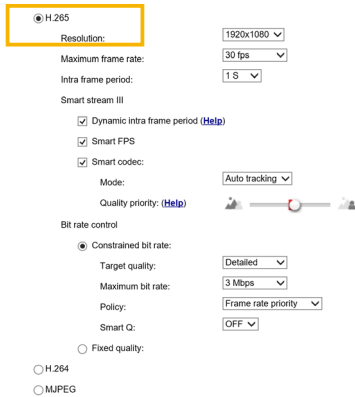 H.265
Resolution: 1920x1080
Maximum frame rate: 30 fps
Intra frame period: 1 S
Smart stream III
Dynamic intra frame period (Help)
Smart FPS
Smart codec:
Mode: Auto tracking
Quality priority: (Help)
Bit rate control
Constrained bit rate:
Target quality: Detailed
Maximum bit rate: 3 Mbps
Policy: Frame rate priority
Smart Q: OFF
Fixed quality:
H.264
MJPEG